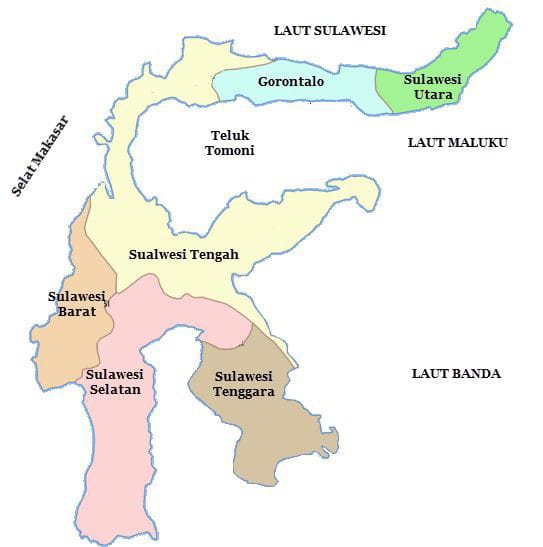 LAUT SULAWESI
Gorontalo
Sulawesi
Utara
Selat Makasar
Teluk
Tomoni
LAUT MALUKU
Sualwesi Tengah
Sulawesi
Barat
Sulawesi
Selatan
Sulawesi
Tenggara
LAUT BANDA